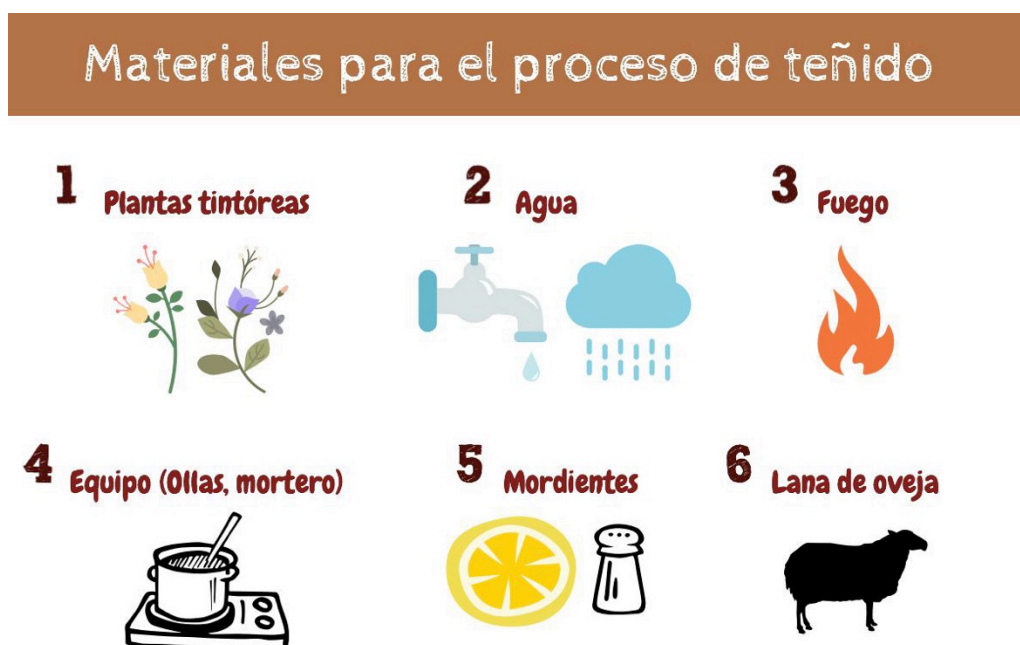 Materiales para el proceso de teñido
1 Plantas tintóreas
2 Agua
3 Fuego
4 Equipo (Ollas, mortero)
5 Mordientes
6 Lana de oveja